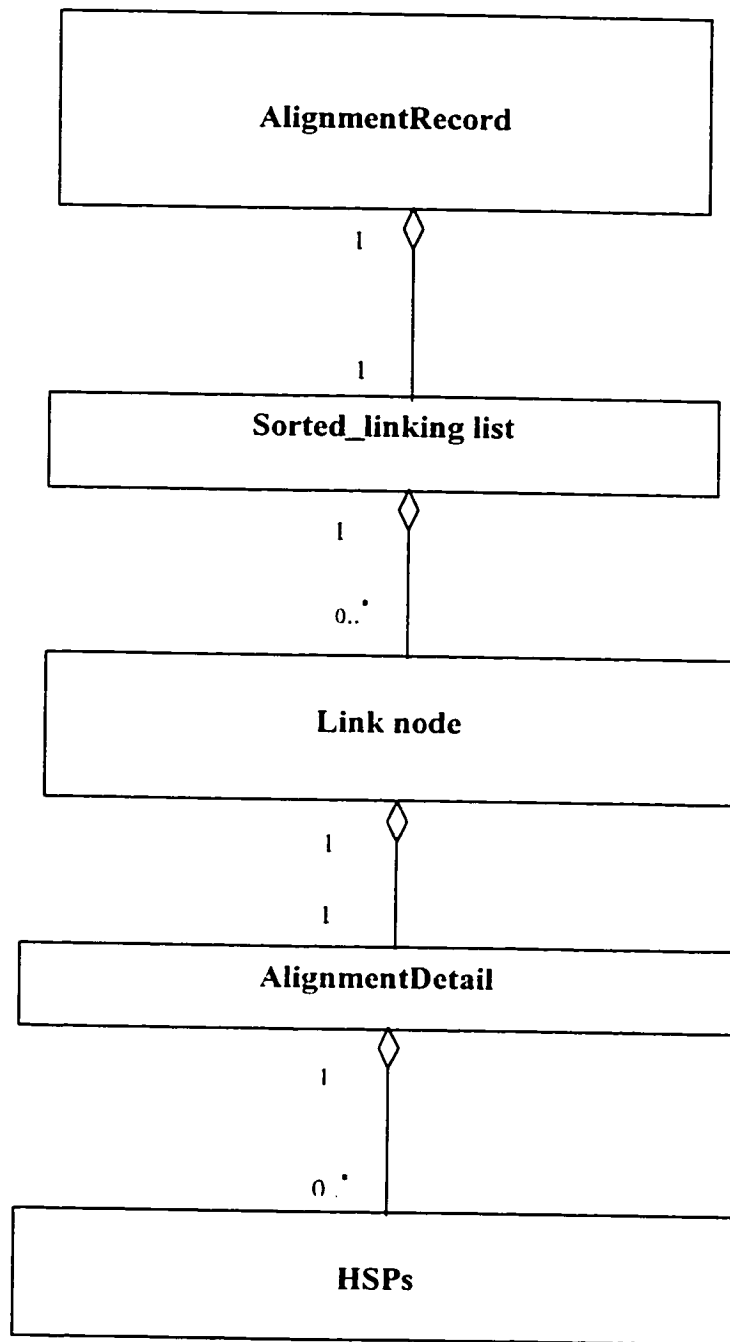 AlignmentRecord
1
1
Sorted_linking list
1
0..*
Link node
1
1
AlignmentDetail
1
0..*
HSPs